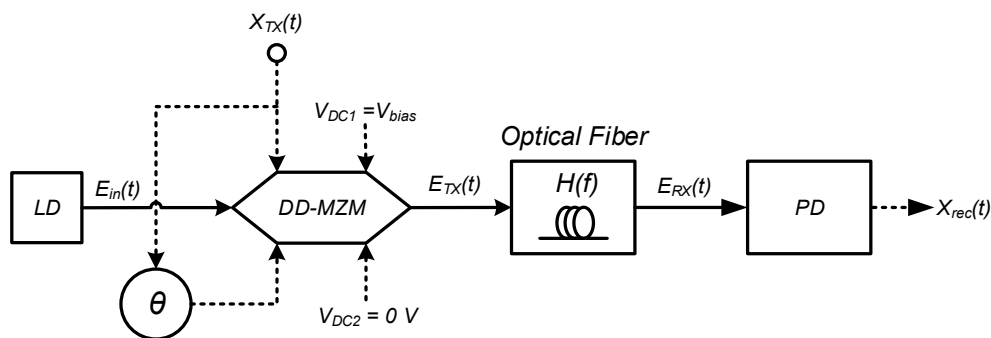 X_TX(t)
V_DC1 =V_bias
Optical Fiber
LD
E_in(t)
DD-MZM
E_TX(t)
H(f)
E_RX(t)
PD
X_rec(t)
θ
V_DC2 = 0 V